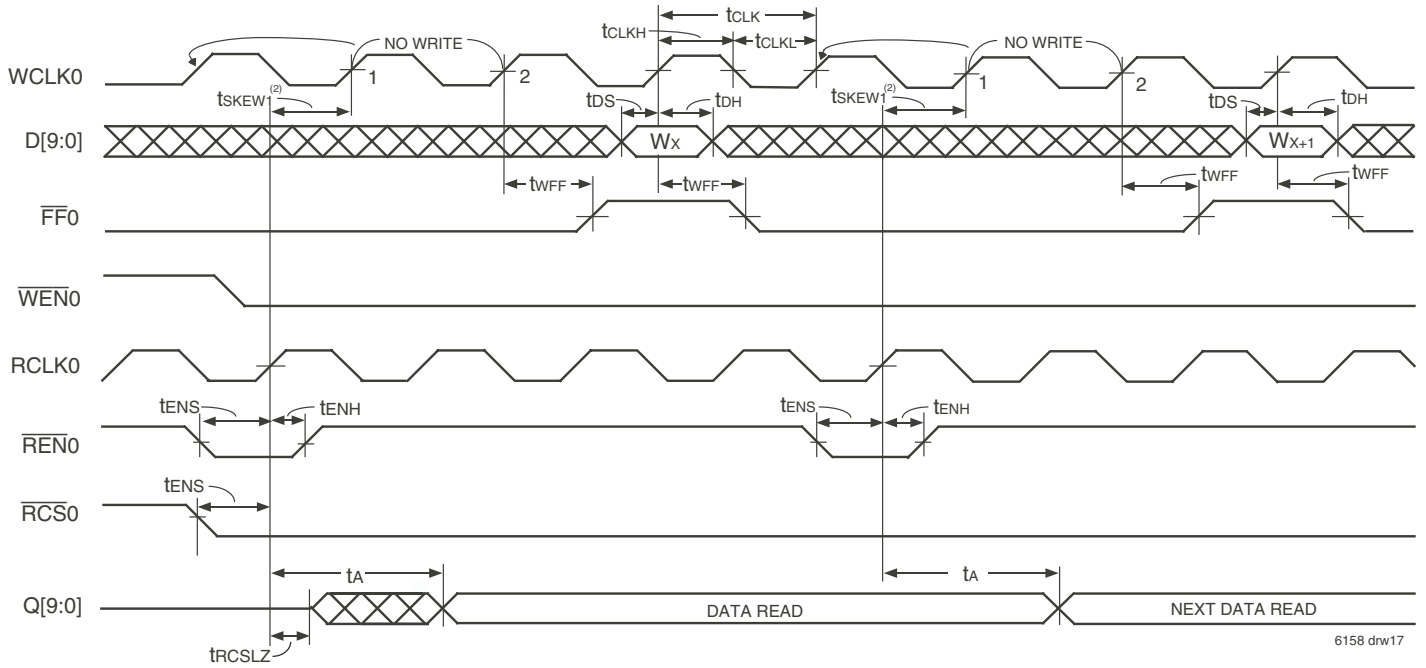 tCLK
tCLKH
tCLKL
NO WRITE
NO WRITE
WCLK0
1
2
1
2
tSKEW1(2)
tDS
tDH
tSKEW1(2)
tDS
tDH
D[9:0]
WX
WX+1
tWFF
tWFF
tWFF
tWFF
FF0
WEN0
RCLK0
tENS
tENH
tENS
tENH
REN0
tENS
RCS0
tA
tA
Q[9:0]
DATA READ
NEXT DATA READ
tRCSLZ
6158 drw17